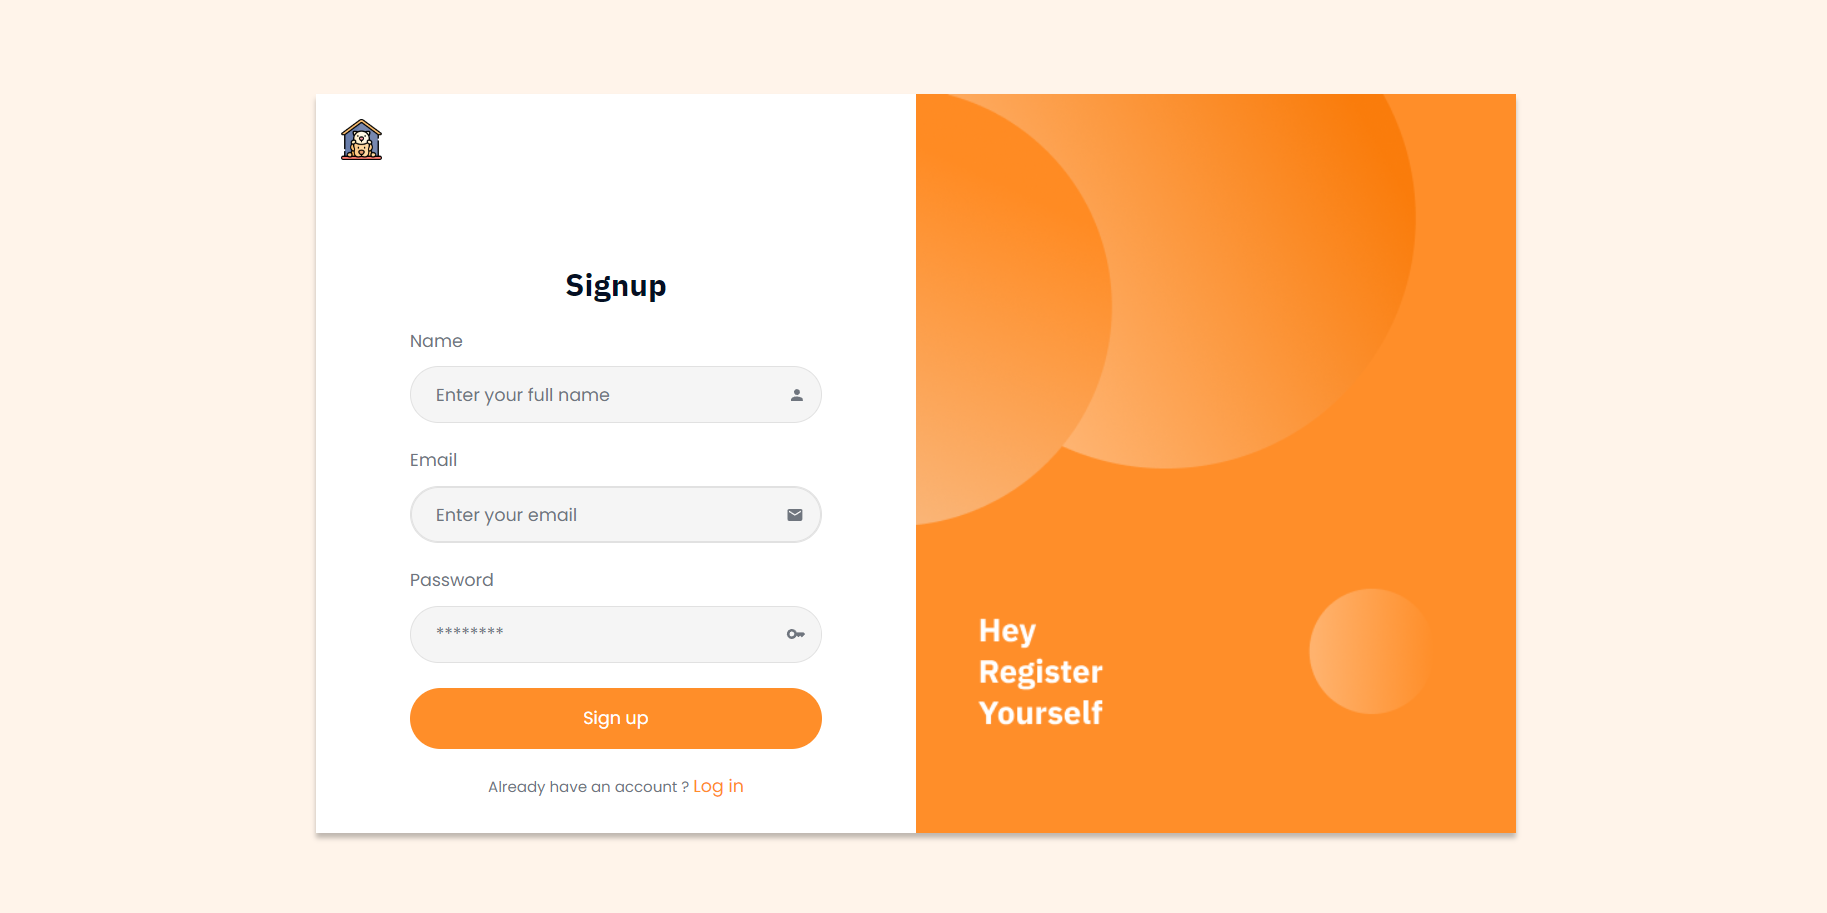 Signup
Name
Enter your full name
Email
Enter your email
Password
********
Sign up
Already have an account ? Log in
Hey
Register
Yourself